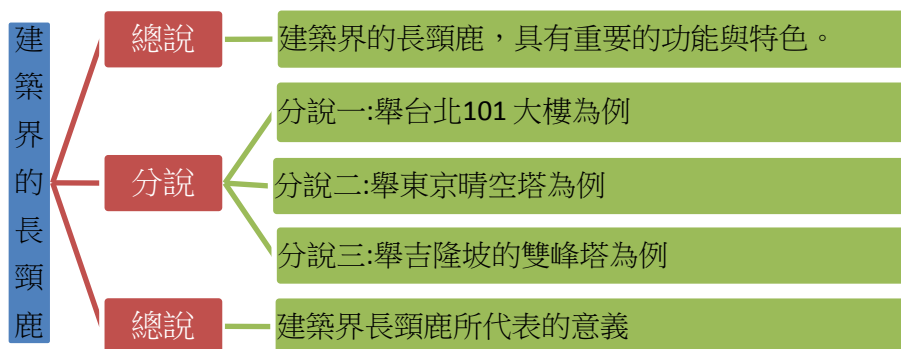 建築界的長頸鹿
總說
建築界的長頸鹿，具有重要的功能與特色。
分說
分說一:舉台北101 大樓為例
分說二:舉東京晴空塔為例
分說三:舉吉隆坡的雙峰塔為例
總說
建築界長頸鹿所代表的意義